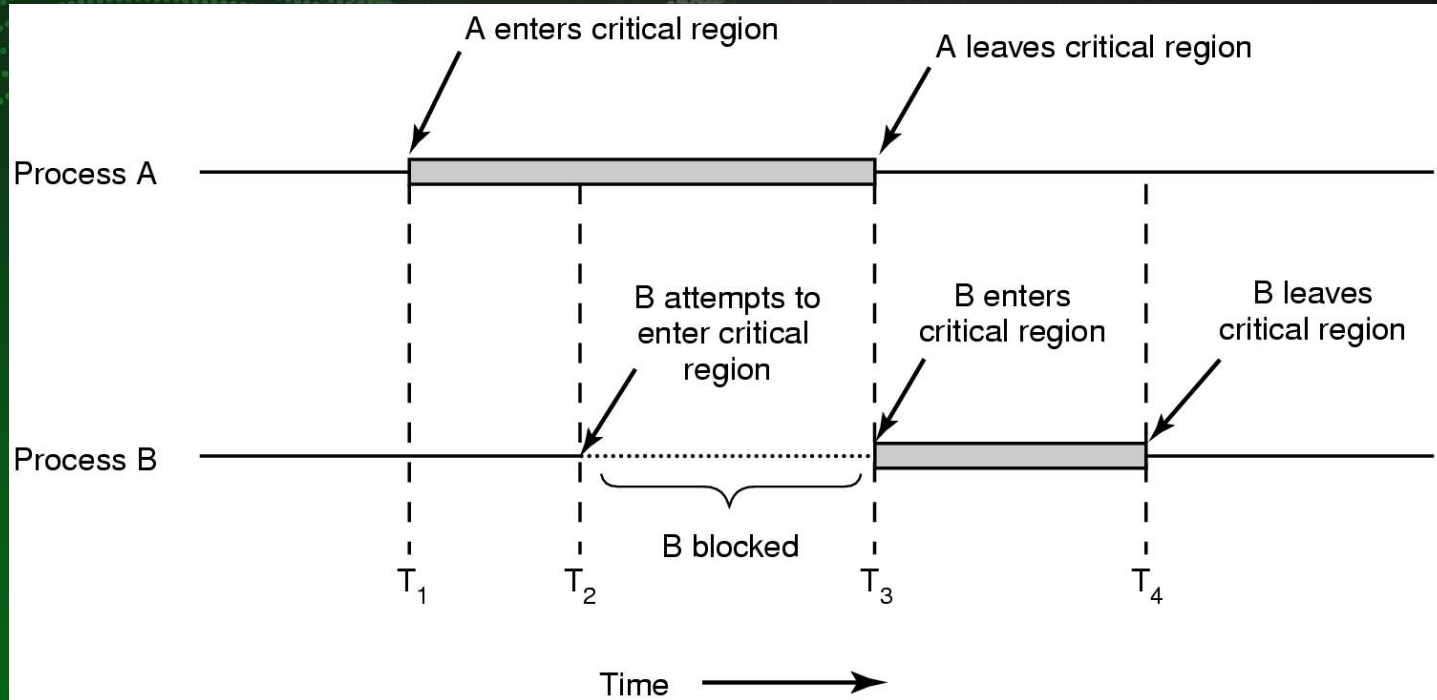 A enters critical region
A leaves critical region
Process A
B attempts to
enter critical
region
B enters
critical region
B leaves
critical region
Process B
B blocked
T1
T2
T3
T4
Time